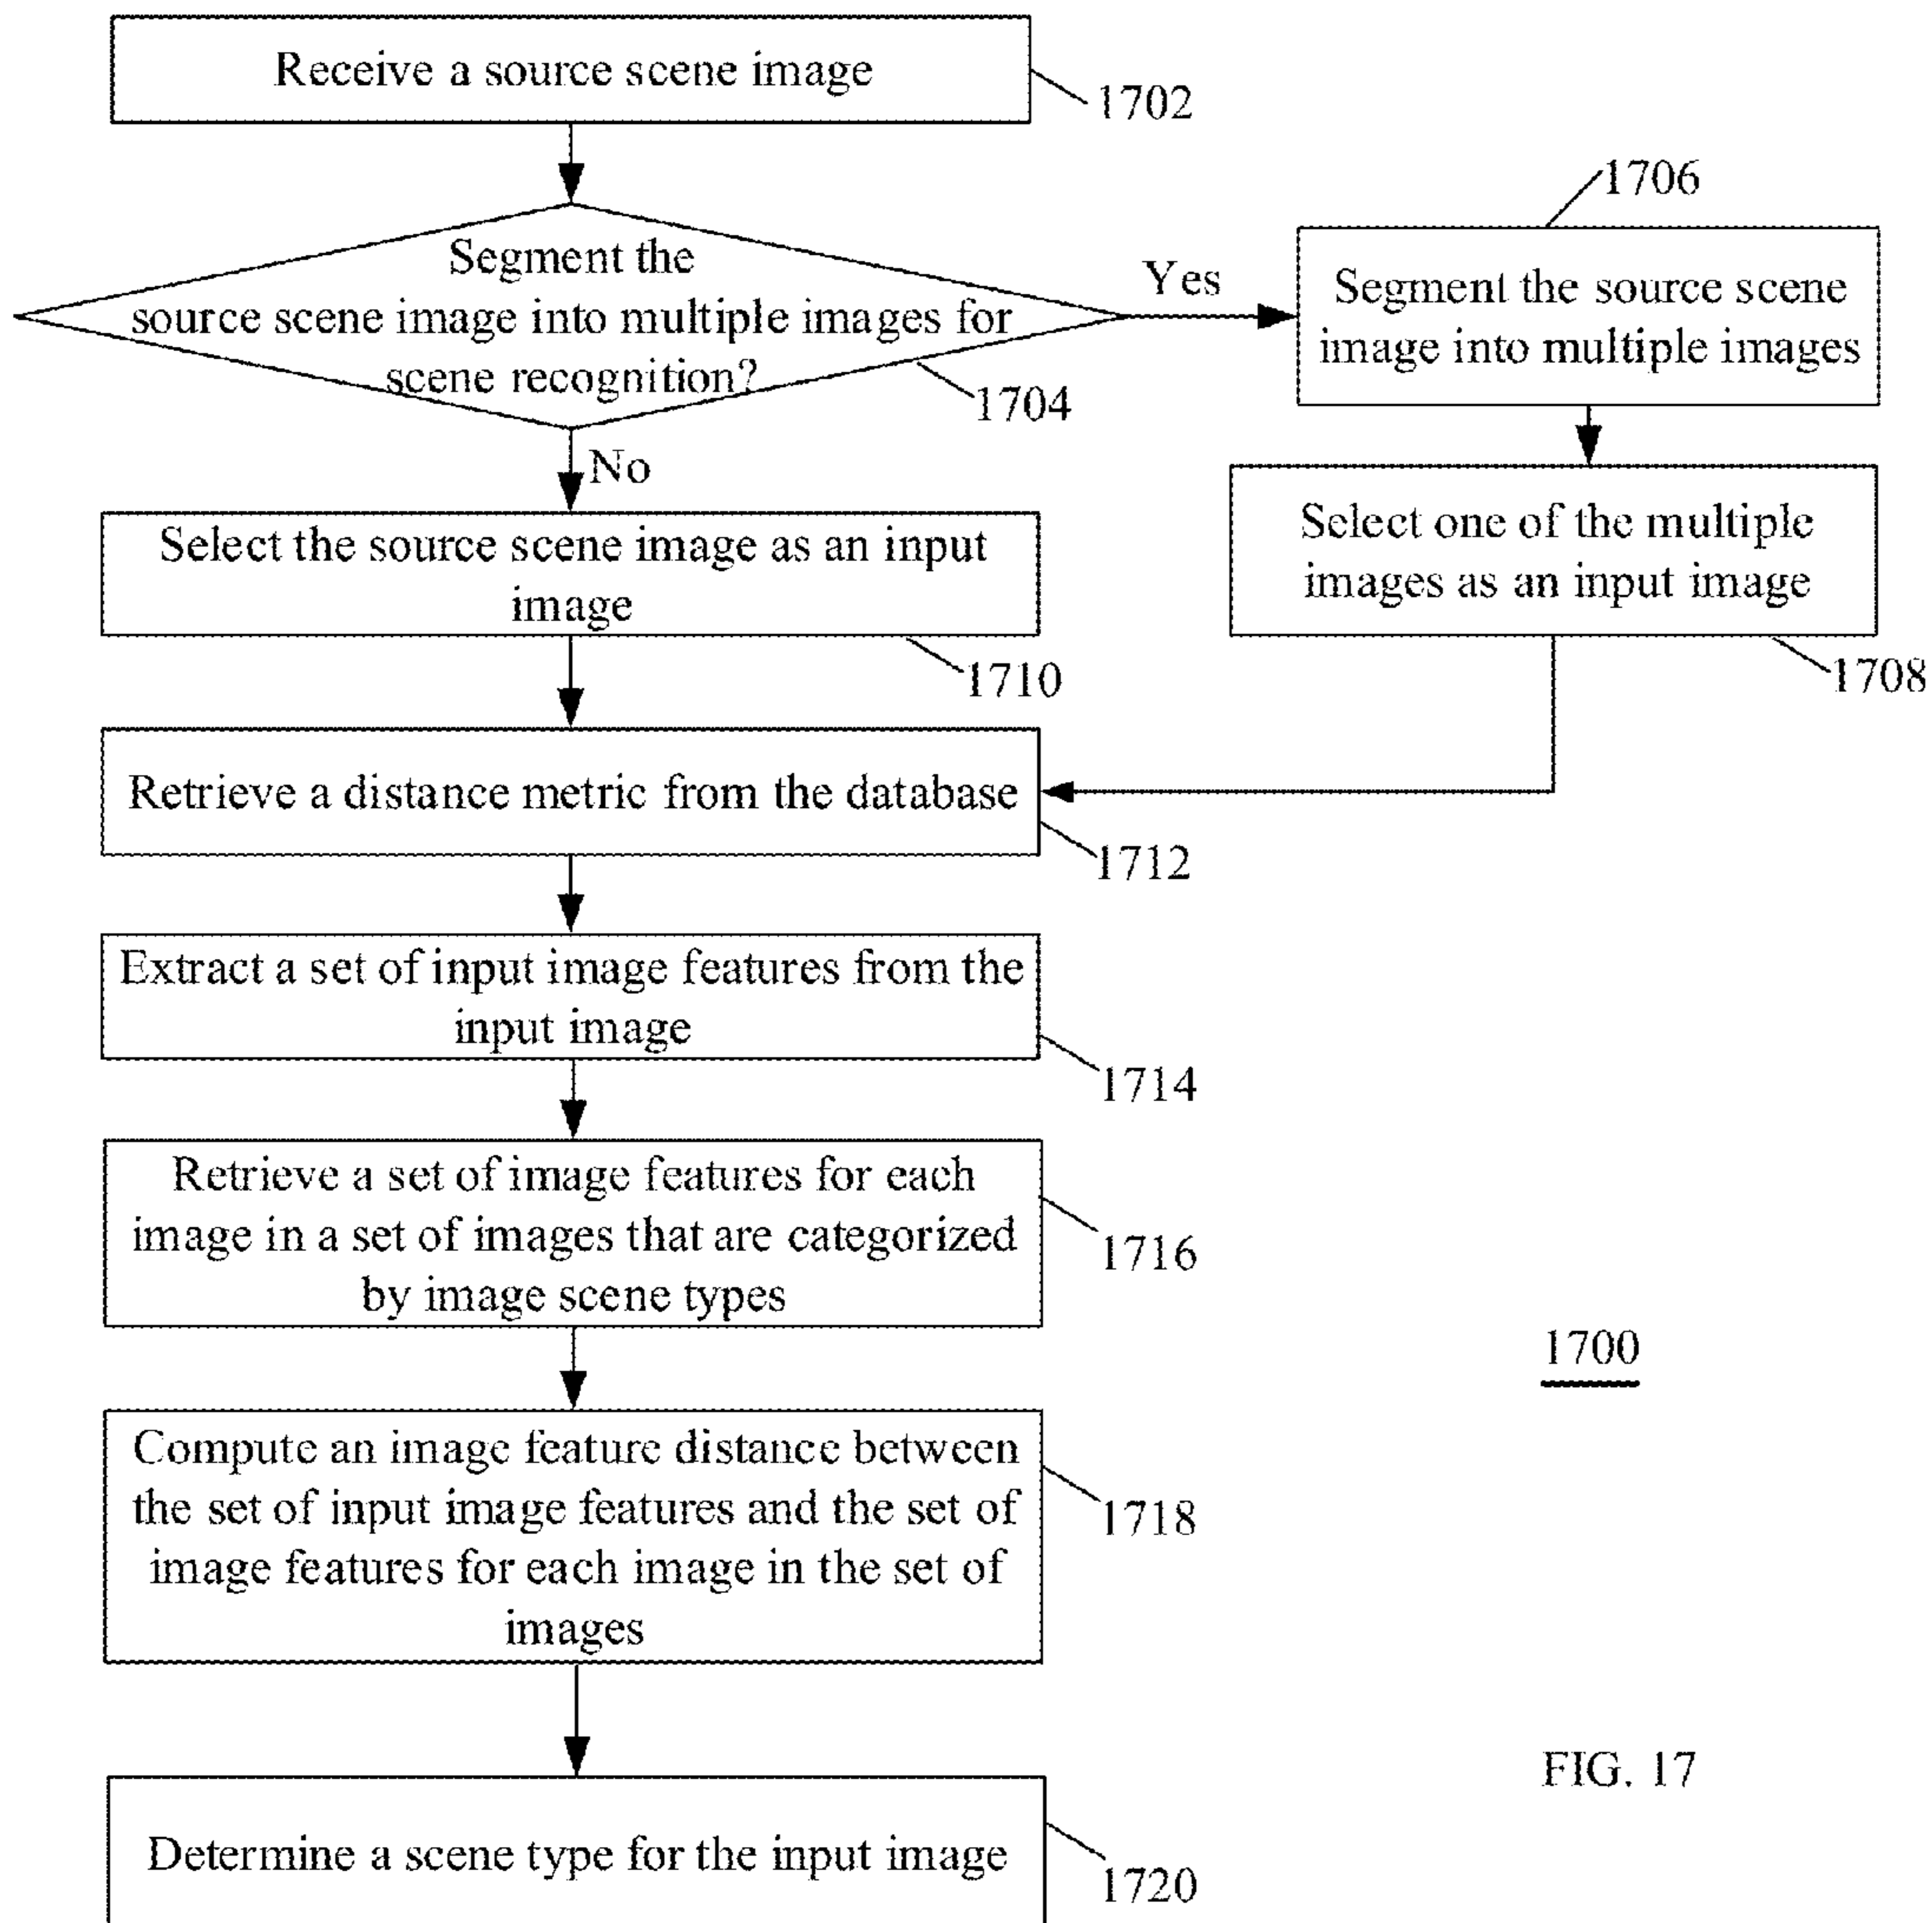 Receive a source scene image
1702
Segment the
source scene image into multiple images for
scene recognition?
1704
Yes
1706
Segment the source scene
image into multiple images
No
Select one of the multiple
images as an input image
1708
Select the source scene image as an input
image
1710
Retrieve a distance metric from the database
1712
Extract a set of input image features from the
input image
1714
Retrieve a set of image features for each
image in a set of images that are categorized
by image scene types
1716
Compute an image feature distance between
the set of input image features and the set of
image features for each image in the set of
images
1718
Determine a scene type for the input image
1720
1700
FIG. 17